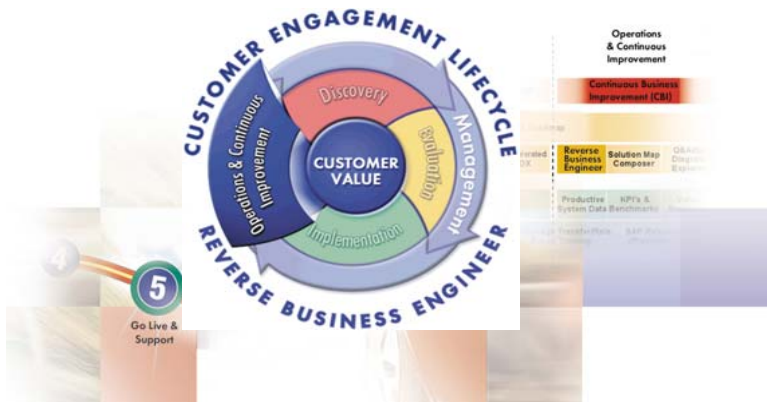 CUSTOMER ENGAGEMENT LIFECYCLE
Discovery
Evaluation
Management
Implementation
Operations & Continuous
Improvement
CUSTOMER
VALUE
REVERSE BUSINESS ENGINEER
4
5
Go Live &
Support
Operations
& Continuous
Improvement
Continuous Business
Improvement (CBI)
Reverse
Business
Engineer
Solution Map
Composer
Productive
System Data
KPI's &
Benchmarks